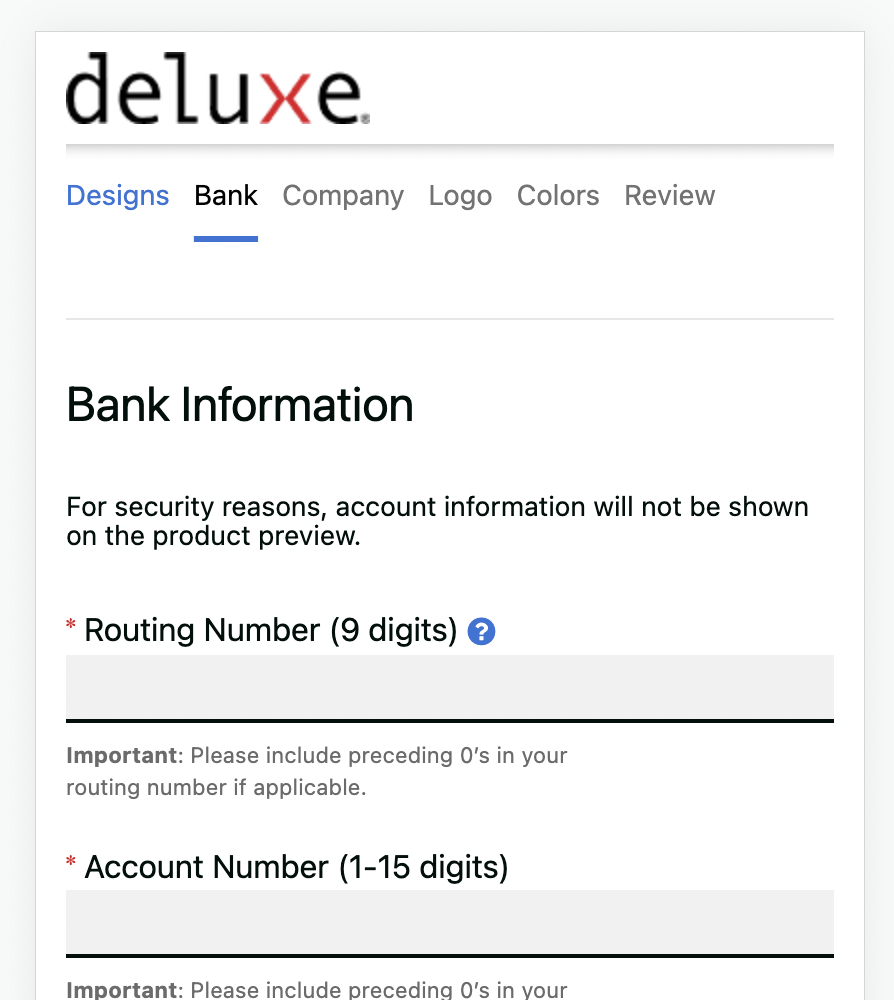 deluxe®
Designs Bank Company Logo Colors Review
Bank Information
For security reasons, account information will not be shown
on the product preview.
* Routing Number (9 digits) ?
Important: Please include preceding 0’s in your
routing number if applicable.
* Account Number (1-15 digits)
Important: Please include preceding 0’s in your